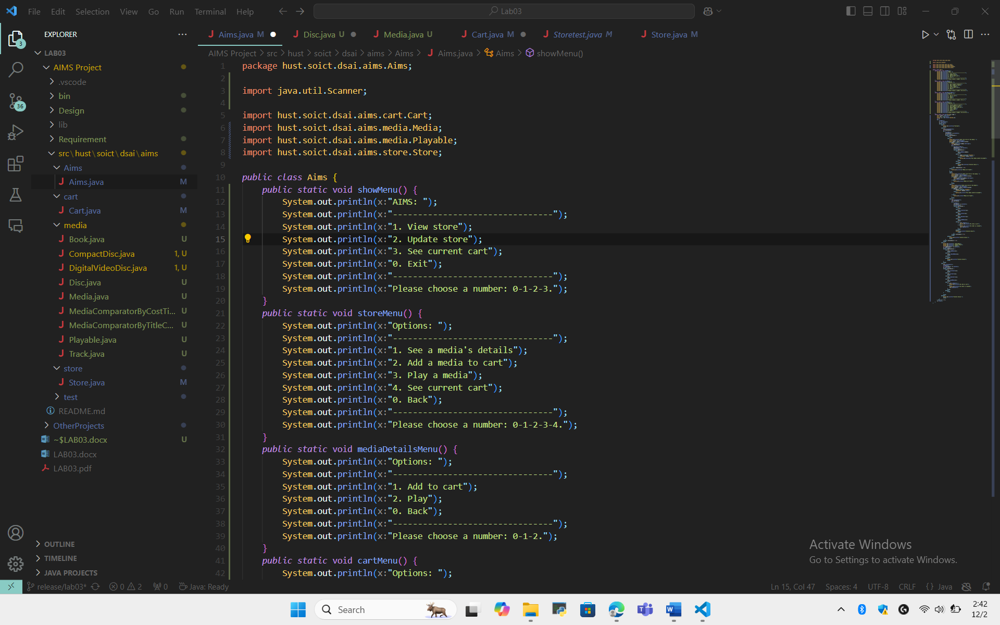 File Edit Selection View Go Run Terminal Help
Lab03
EXPLORER
LAB03
AIMS Project
.vscode
bin
Design
lib
Requirement
src\hust\soict\dsai\aims
Aims
Aims.java M
cart
Cart.java M
media
Book.java U
CompactDisc.java 1, U
DigitalVideoDisc.java 1, U
Disc.java U
Media.java U
MediaComparatorByCostTi... U
MediaComparatorByTitleC... U
Playable.java U
Track.java U
store
Store.java M
test
README.md
OtherProjects
~$LAB03.docx U
LAB03.docx
LAB03.pdf
OUTLINE
TIMELINE
JAVA PROJECTS
3
36
Aims.java M Disc.java U Media.java U Cart.java M Storetest.java M Store.java M
AIMS Project > src > hust > soict > dsai > aims > Aims > Aims.java > Aims > showMenu()
1 package hust.soict.dsai.aims.Aims;
2
3 import java.util.Scanner;
4
5 import hust.soict.dsai.aims.cart.Cart;
6 import hust.soict.dsai.aims.media.Media;
7 import hust.soict.dsai.aims.media.Playable;
8 import hust.soict.dsai.aims.store.Store;
9
10 public class Aims {
11 public static void showMenu() {
12 System.out.println(x:"AIMS: ");
13 System.out.println(x:"--------------------------------");
14 System.out.println(x:"1. View store");
15 System.out.println(x:"2. Update store");
16 System.out.println(x:"3. See current cart");
17 System.out.println(x:"0. Exit");
18 System.out.println(x:"--------------------------------");
19 System.out.println(x:"Please choose a number: 0-1-2-3.");
20 }
21 public static void storeMenu() {
22 System.out.println(x:"Options: ");
23 System.out.println(x:"--------------------------------");
24 System.out.println(x:"1. See a media's details");
25 System.out.println(x:"2. Add a media to cart");
26 System.out.println(x:"3. Play a media");
27 System.out.println(x:"4. See current cart");
28 System.out.println(x:"0. Back");
29 System.out.println(x:"--------------------------------");
30 System.out.println(x:"Please choose a number: 0-1-2-3-4.");
31 }
32 public static void mediaDetailsMenu() {
33 System.out.println(x:"Options: ");
34 System.out.println(x:"--------------------------------");
35 System.out.println(x:"1. Add to cart");
36 System.out.println(x:"2. Play");
37 System.out.println(x:"0. Back");
38 System.out.println(x:"--------------------------------");
39 System.out.println(x:"Please choose a number: 0-1-2.");
40 }
41 public static void cartMenu() {
42 System.out.println(x:"Options: ");
Activate Windows
Go to Settings to activate Windows.
release/lab03* 0 2 0 Java: Ready
Ln 15, Col 47 Spaces: 4 UTF-8 CRLF {} Java
Search
2:42
12/2